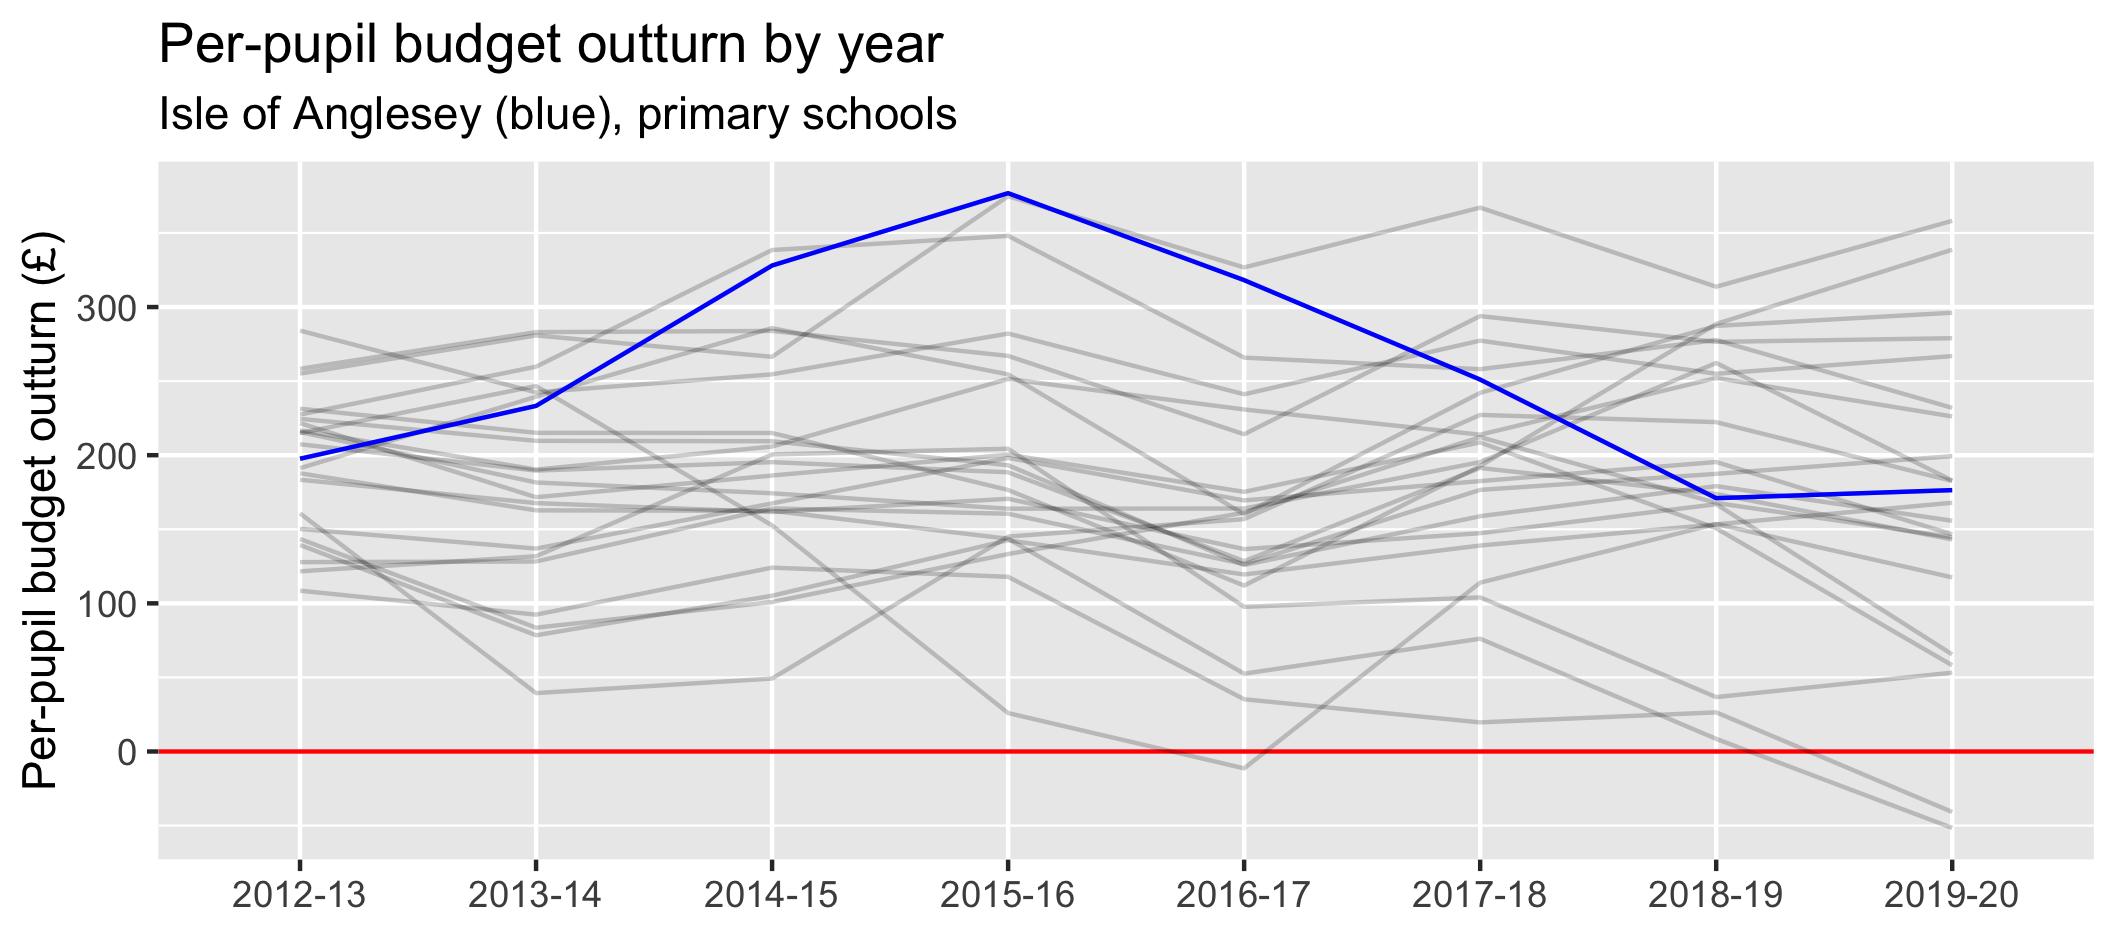 Per-pupil budget outturn by year
Isle of Anglesey (blue), primary schools
Per-pupil budget outturn (£)
300
200
100
0
2012-13 2013-14 2014-15 2015-16 2016-17 2017-18 2018-19 2019-20